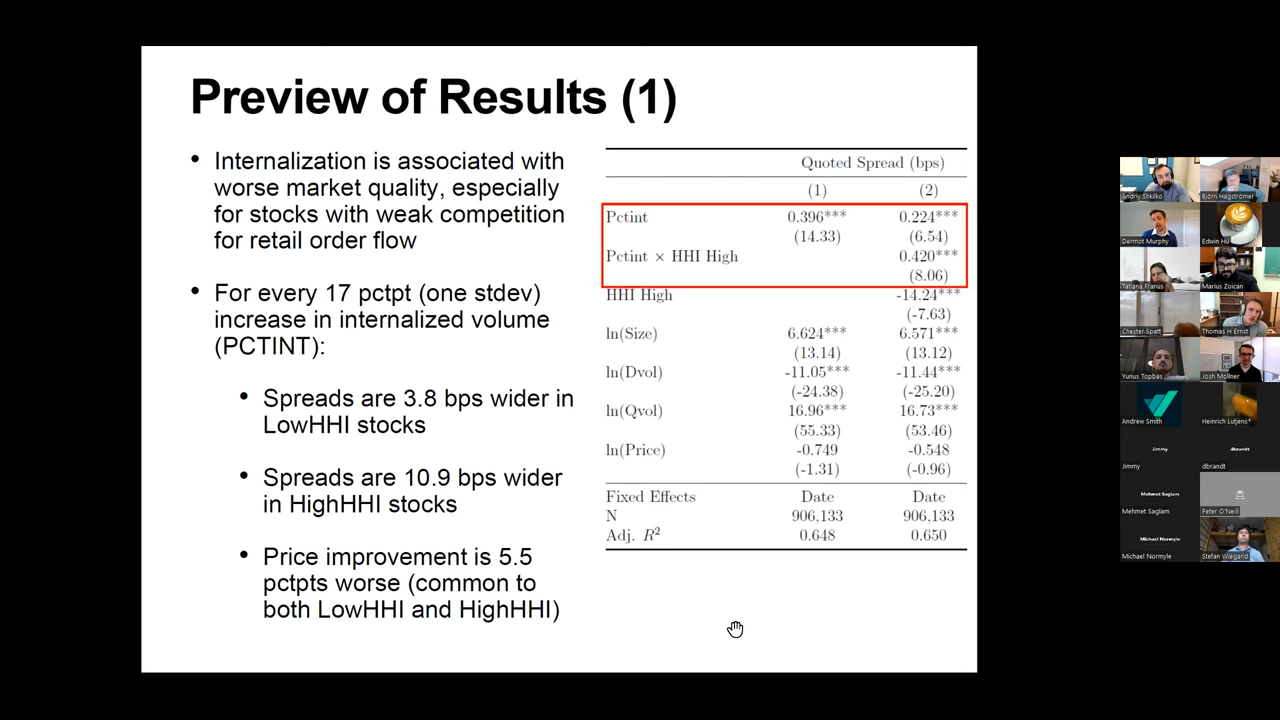 Preview of Results (1)
• Internalization is associated with
worse market quality, especially
for stocks with weak competition
for retail order flow
• For every 17 pctpt (one stdev)
increase in internalized volume
(PCTINT):
• Spreads are 3.8 bps wider in
LowHHI stocks
• Spreads are 10.9 bps wider
in HighHHI stocks
• Price improvement is 5.5
pctpts worse (common to
both LowHHI and HighHHI)
Quoted Spread (bps)
(1) (2)
Pctint 0.396*** 0.224***
(14.33) (6.54)
Pctint × HHI High 0.420***
(8.06)
HHI High -14.24***
(-7.63)
ln(Size) 6.624*** 6.571***
(13.14) (13.12)
ln(Dvol) -11.05*** -11.44***
(-24.38) (-25.20)
ln(Qvol) 16.96*** 16.73***
(55.33) (53.46)
ln(Price) -0.749 -0.548
(-1.31) (-0.96)
Fixed Effects Date Date
N 906,133 906,133
Adj. R² 0.648 0.650
Andriy Shkilko Björn Hagströmer
Dermot Murphy Edwin Hu
Tatiana Franus Marius Zoican
Chester Spatt Thomas H Ernst
Yunus Topbas Josh Mollner
Andrew Smith Heinrich Lutjens*
Jimmy dbrandt
Jimmy dbrandt
Mehmet Saglam
Mehmet Saglam Peter O'Neill
Michael Normyle
Michael Normyle Stefan Wiegand